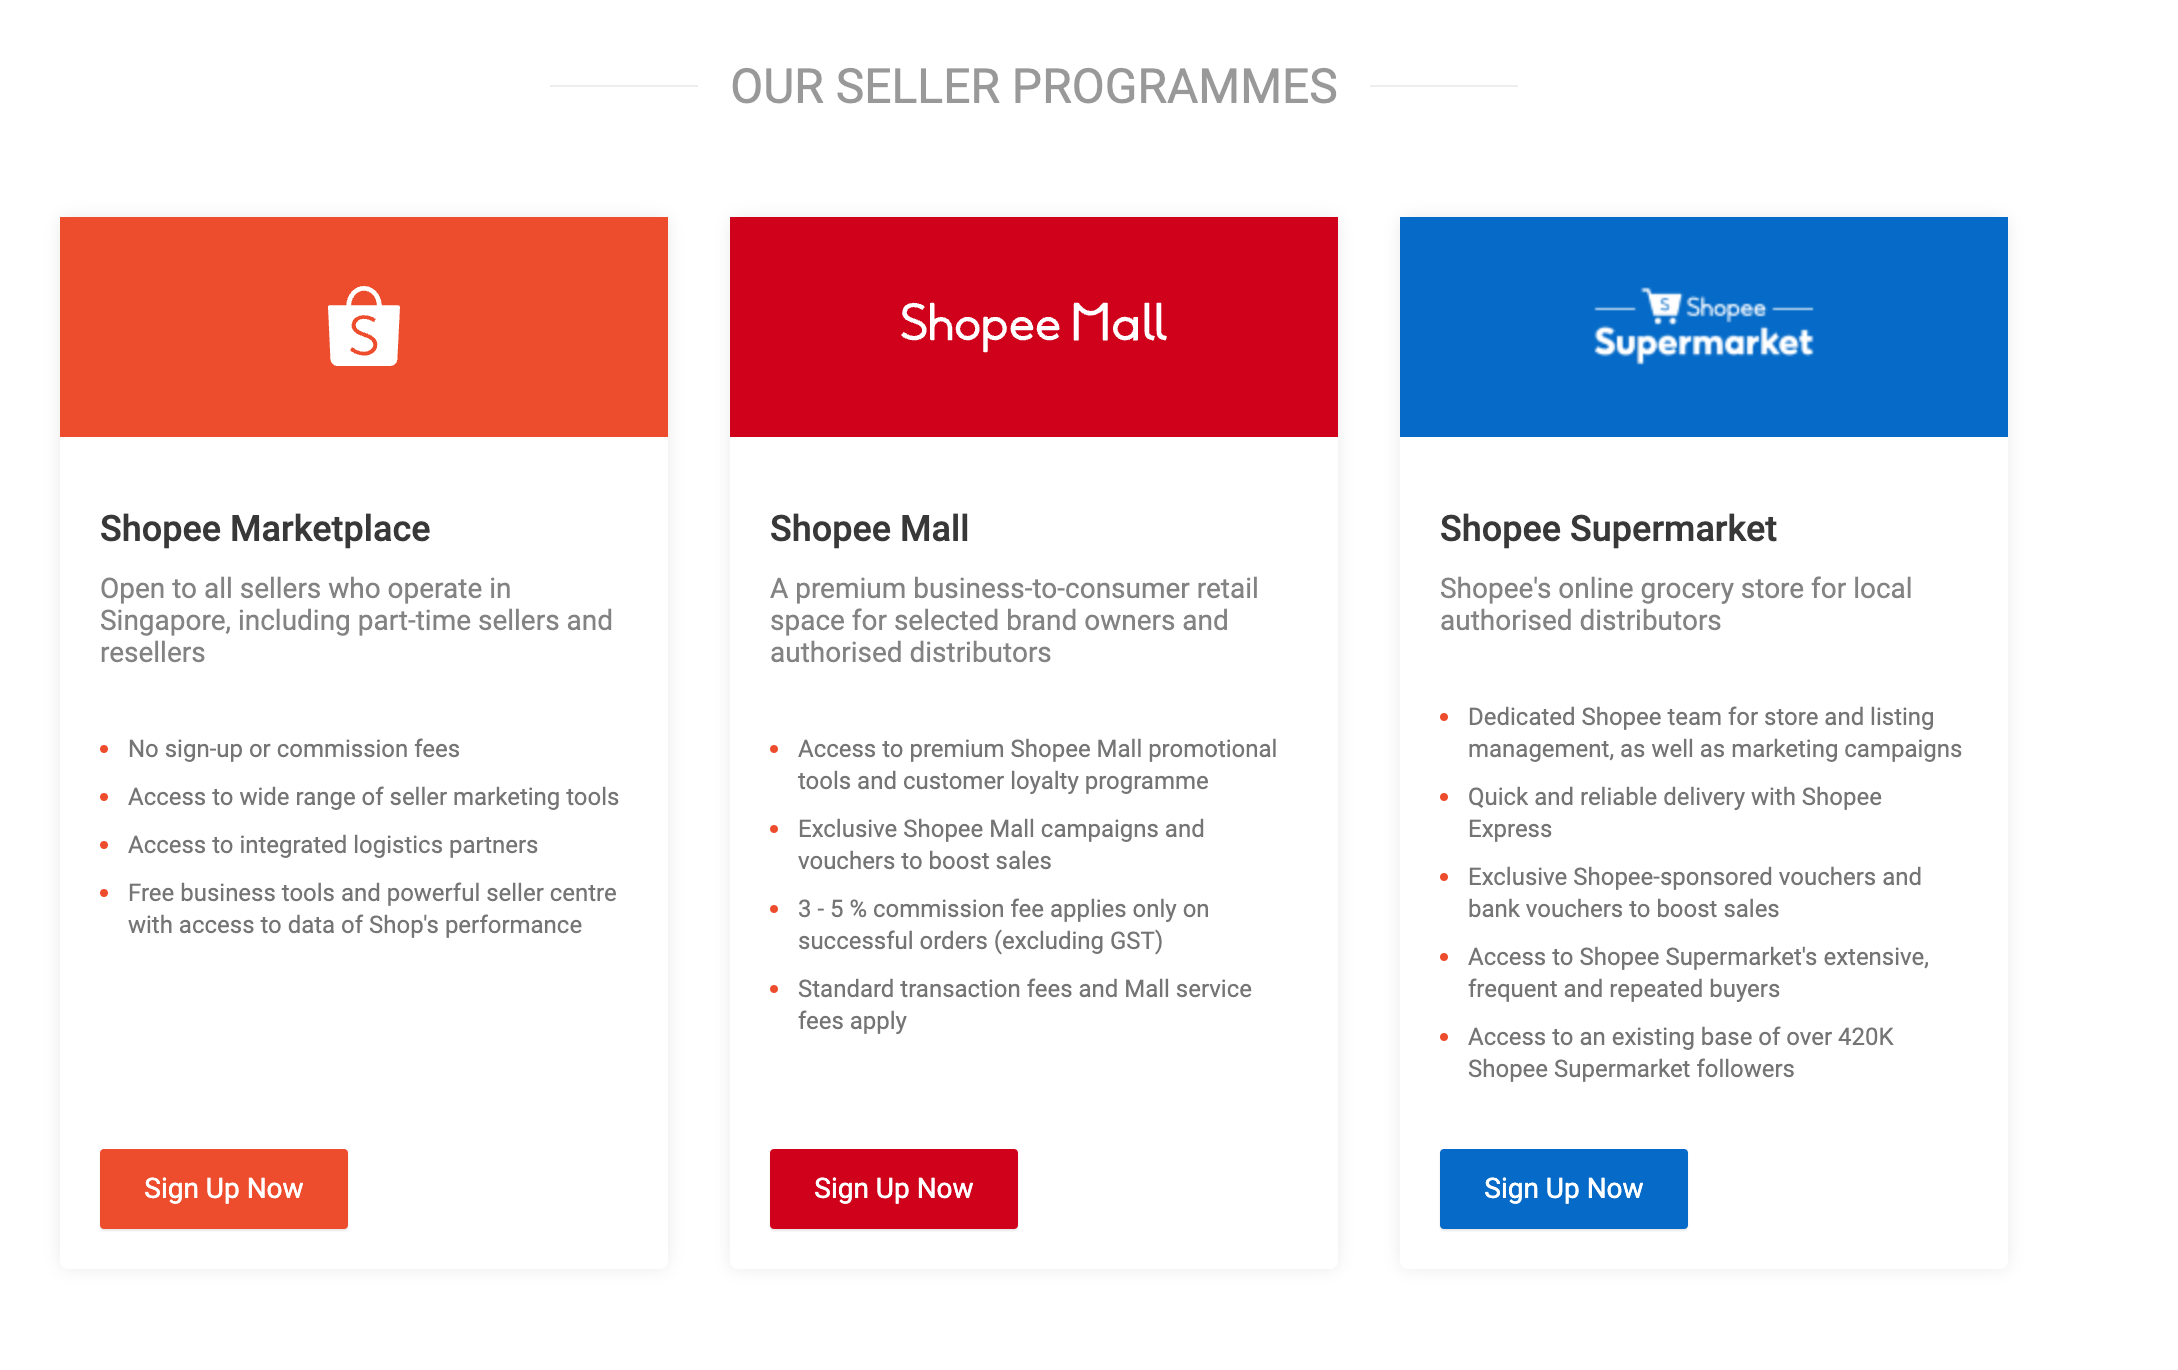 OUR SELLER PROGRAMMES
S
Shopee Marketplace
Open to all sellers who operate in
Singapore, including part-time sellers and
resellers
No sign-up or commission fees
Access to wide range of seller marketing tools
Access to integrated logistics partners
Free business tools and powerful seller centre
with access to data of Shop's performance
Sign Up Now
Shopee Mall
Shopee Mall
A premium business-to-consumer retail
space for selected brand owners and
authorised distributors
Access to premium Shopee Mall promotional
tools and customer loyalty programme
Exclusive Shopee Mall campaigns and
vouchers to boost sales
3 - 5 % commission fee applies only on
successful orders (excluding GST)
Standard transaction fees and Mall service
fees apply
Sign Up Now
S Shopee
Supermarket
Shopee Supermarket
Shopee's online grocery store for local
authorised distributors
Dedicated Shopee team for store and listing
management, as well as marketing campaigns
Quick and reliable delivery with Shopee
Express
Exclusive Shopee-sponsored vouchers and
bank vouchers to boost sales
Access to Shopee Supermarket's extensive,
frequent and repeated buyers
Access to an existing base of over 420K
Shopee Supermarket followers
Sign Up Now